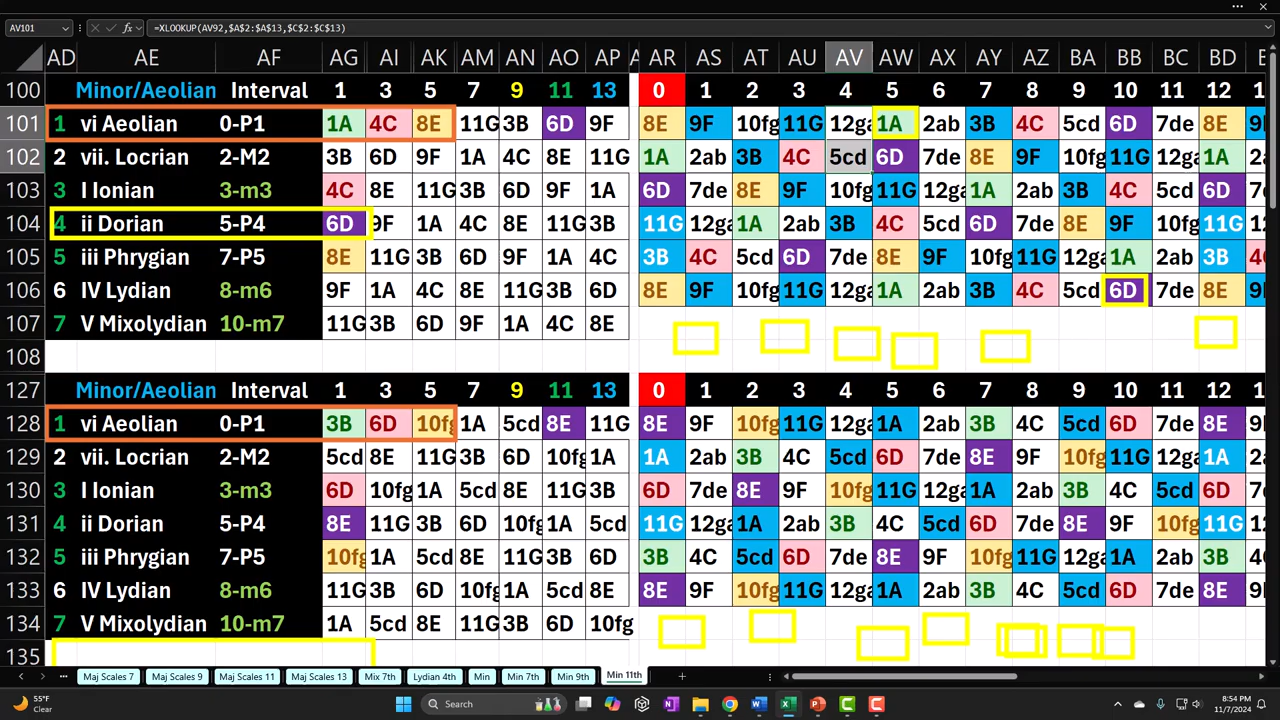 AV101 fx =XLOOKUP(AV92,$A$2:$A$13,$C$2:$C$13)
AD AE AF AG AI AK AM AN AO AP AR AS AT AU AV AW AX AY AZ BA BB BC BD
100 Minor/Aeolian Interval 1 3 5 7 9 11 13 0 1 2 3 4 5 6 7 8 9 10 11 12
101 1 vi Aeolian 0-P1 1A 4C 8E 11G 3B 6D 9F 8E 9F 10fg 11G 12ga 1A 2ab 3B 4C 5cd 6D 7de 8E
102 2 vii. Locrian 2-M2 3B 6D 9F 1A 4C 8E 11G 1A 2ab 3B 4C 5cd 6D 7de 8E 9F 10fg 11G 12ga 1A
103 3 I Ionian 3-m3 4C 8E 11G 3B 6D 9F 1A 6D 7de 8E 9F 10fg 11G 12ga 1A 2ab 3B 4C 5cd 6D
104 4 ii Dorian 5-P4 6D 9F 1A 4C 8E 11G 3B 11G 12ga 1A 2ab 3B 4C 5cd 6D 7de 8E 9F 10fg 11G
105 5 iii Phrygian 7-P5 8E 11G 3B 6D 9F 1A 4C 3B 4C 5cd 6D 7de 8E 9F 10fg 11G 12ga 1A 2ab 3B
106 6 IV Lydian 8-m6 9F 1A 4C 8E 11G 3B 6D 8E 9F 10fg 11G 12ga 1A 2ab 3B 4C 5cd 6D 7de 8E
107 7 V Mixolydian 10-m7 11G 3B 6D 9F 1A 4C 8E
108
127 Minor/Aeolian Interval 1 3 5 7 9 11 13 0 1 2 3 4 5 6 7 8 9 10 11 12
128 1 vi Aeolian 0-P1 3B 6D 10fg 1A 5cd 8E 11G 8E 9F 10fg 11G 12ga 1A 2ab 3B 4C 5cd 6D 7de 8E
129 2 vii. Locrian 2-M2 5cd 8E 11G 3B 6D 10fg 1A 1A 2ab 3B 4C 5cd 6D 7de 8E 9F 10fg 11G 12ga 1A
130 3 I Ionian 3-m3 6D 10fg 1A 5cd 8E 11G 3B 6D 7de 8E 9F 10fg 11G 12ga 1A 2ab 3B 4C 5cd 6D
131 4 ii Dorian 5-P4 8E 11G 3B 6D 10fg 1A 5cd 11G 12ga 1A 2ab 3B 4C 5cd 6D 7de 8E 9F 10fg 11G
132 5 iii Phrygian 7-P5 10fg 1A 5cd 8E 11G 3B 6D 3B 4C 5cd 6D 7de 8E 9F 10fg 11G 12ga 1A 2ab 3B
133 6 IV Lydian 8-m6 11G 3B 6D 10fg 1A 5cd 8E 8E 9F 10fg 11G 12ga 1A 2ab 3B 4C 5cd 6D 7de 8E
134 7 V Mixolydian 10-m7 1A 5cd 8E 11G 3B 6D 10fg
135
Maj Scales 7 Maj Scales 9 Maj Scales 11 Maj Scales 13 Mix 7th Lydian 4th Min Min 7th Min 9th Min 11th
55°F
Clear
Search
8:54 PM
11/7/2024